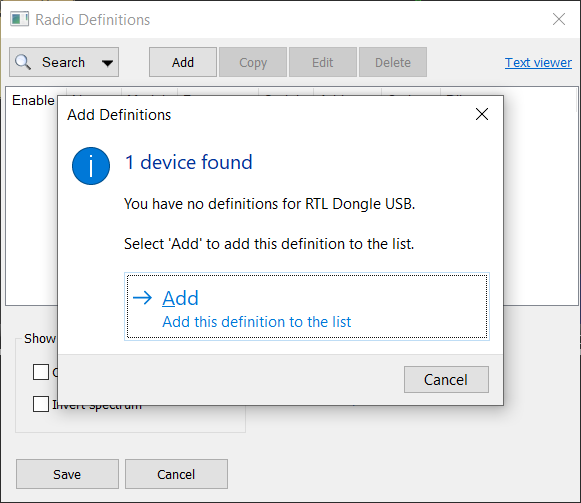 Radio Definitions
Search
Add
Copy
Edit
Delete
Text viewer
Enable
Add Definitions
1 device found
You have no definitions for RTL Dongle USB.
Select 'Add' to add this definition to the list.
Add
Add this definition to the list
Cancel
Show
Invert spectrum
Save
Cancel